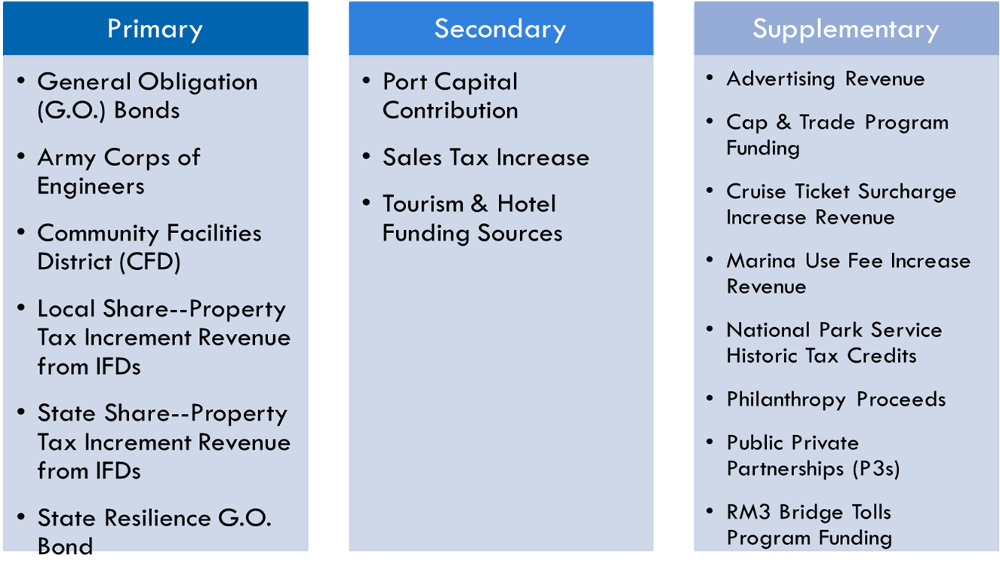 Primary
• General Obligation
(G.O.) Bonds
• Army Corps of
Engineers
• Community Facilities
District (CFD)
• Local Share--Property
Tax Increment Revenue
from IFDs
• State Share--Property
Tax Increment Revenue
from IFDs
• State Resilience G.O.
Bond
Secondary
• Port Capital
Contribution
• Sales Tax Increase
• Tourism & Hotel
Funding Sources
Supplementary
• Advertising Revenue
• Cap & Trade Program
Funding
• Cruise Ticket Surcharge
Increase Revenue
• Marina Use Fee Increase
Revenue
• National Park Service
Historic Tax Credits
• Philanthropy Proceeds
• Public Private
Partnerships (P3s)
• RM3 Bridge Tolls
Program Funding